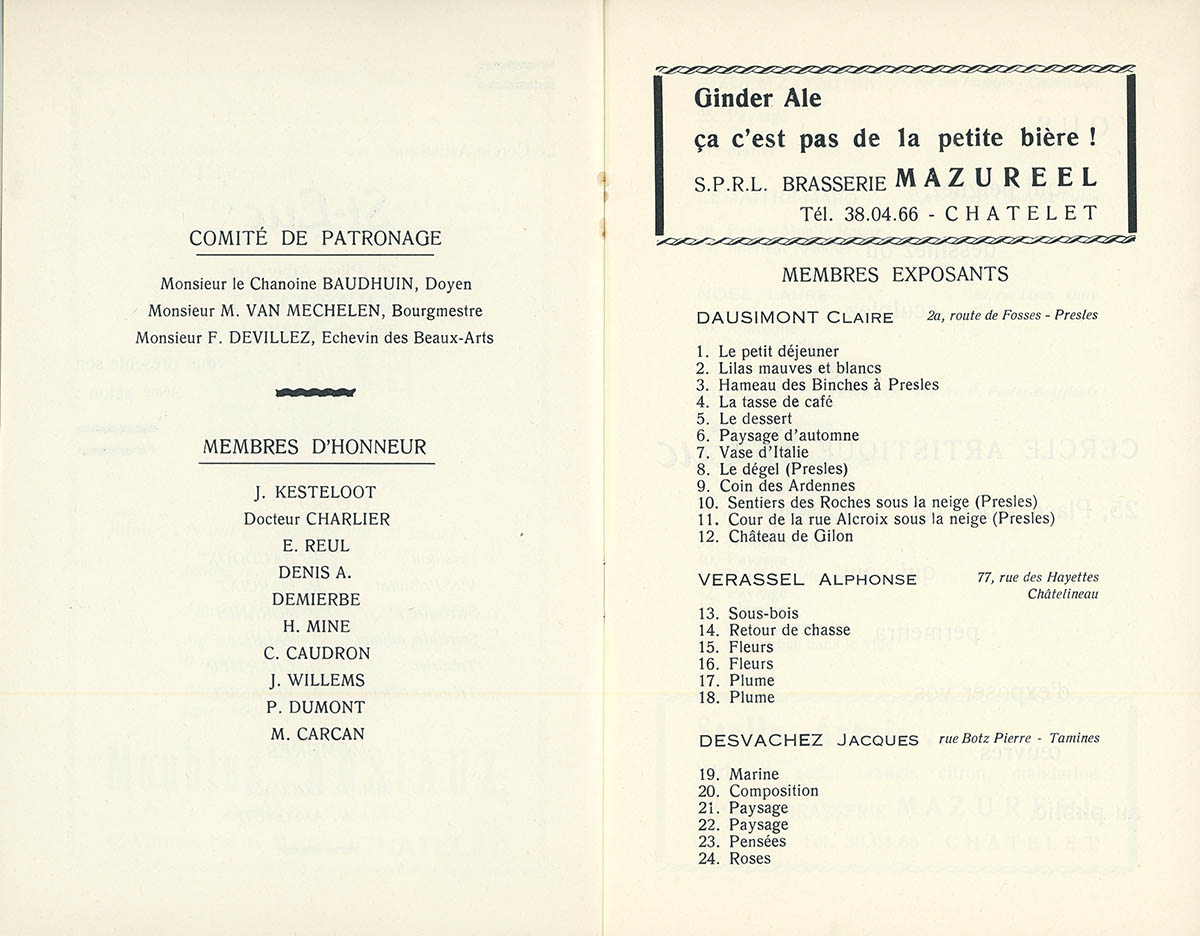 COMITÉ DE PATRONAGE
Monsieur le Chanoine BAUDHUIN, Doyen
Monsieur M. VAN MECHELEN, Bourgmestre
Monsieur F. DEVILLEZ, Echevin des Beaux-Arts
MEMBRES D'HONNEUR
J. KESTELOOT
Docteur CHARLIER
E. REUL
DENIS A.
DEMIERBE
H. MINE
C. CAUDRON
J. WILLEMS
P. DUMONT
M. CARCAN
Ginder Ale
ça c'est pas de la petite bière !
S.P.R.L. BRASSERIE MAZUREEL
Tél. 38.04.66 - CHATELET
MEMBRES EXPOSANTS
DAUSIMONT CLAIRE 2a, route de Fosses - Presles
1. Le petit déjeuner
2. Lilas mauves et blancs
3. Hameau des Binches à Presles
4. La tasse de café
5. Le dessert
6. Paysage d'automne
7. Vase d'Italie
8. Le dégel (Presles)
9. Coin des Ardennes
10. Sentiers des Roches sous la neige (Presles)
11. Cour de la rue Alcroix sous la neige (Presles)
12. Château de Gilon
VERASSEL ALPHONSE 77, rue des Hayettes
Châtelineau
13. Sous-bois
14. Retour de chasse
15. Fleurs
16. Fleurs
17. Plume
18. Plume
DESVACHEZ JACQUES rue Botz Pierre - Tamines
19. Marine
20. Composition
21. Paysage
22. Paysage
23. Pensées
24. Roses